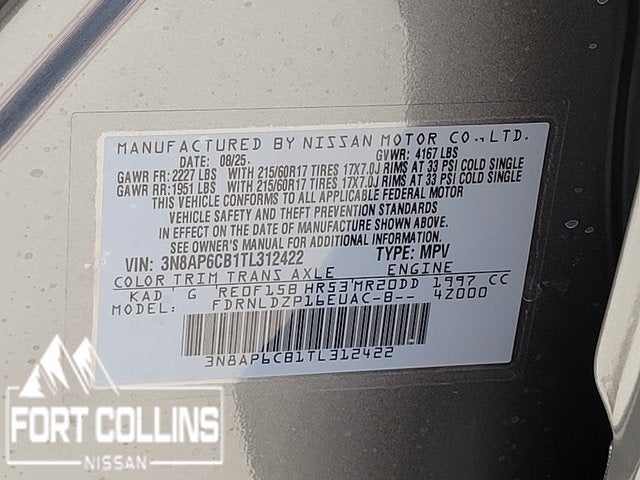 MANUFACTURED BY NISSAN MOTOR CO.,LTD.
DATE: 08/25. GVWR: 4167 LBS
GAWR FR: 2227 LBS WITH 215/60R17 TIRES 17X7.0J RIMS AT 33 PSI COLD SINGLE
GAWR RR: 1951 LBS WITH 215/60R17 TIRES 17X7.0J RIMS AT 33 PSI COLD SINGLE
THIS VEHICLE CONFORMS TO ALL APPLICABLE FEDERAL MOTOR
VEHICLE SAFETY AND THEFT PREVENTION STANDARDS
IN EFFECT ON THE DATE OF MANUFACTURE SHOWN ABOVE.
SEE OWNER'S MANUAL FOR ADDITIONAL INFORMATION.
VIN: 3N8AP6CB1TL312422 TYPE: MPV
COLOR TRIM TRANS AXLE ENGINE
KAD G RE0F15B HR53 MR20DD 1997 CC
MODEL: FDRNLDZP16EUAC-B-- 4Z000
3N8AP6CB1TL312422
FORT COLLINS
NISSAN